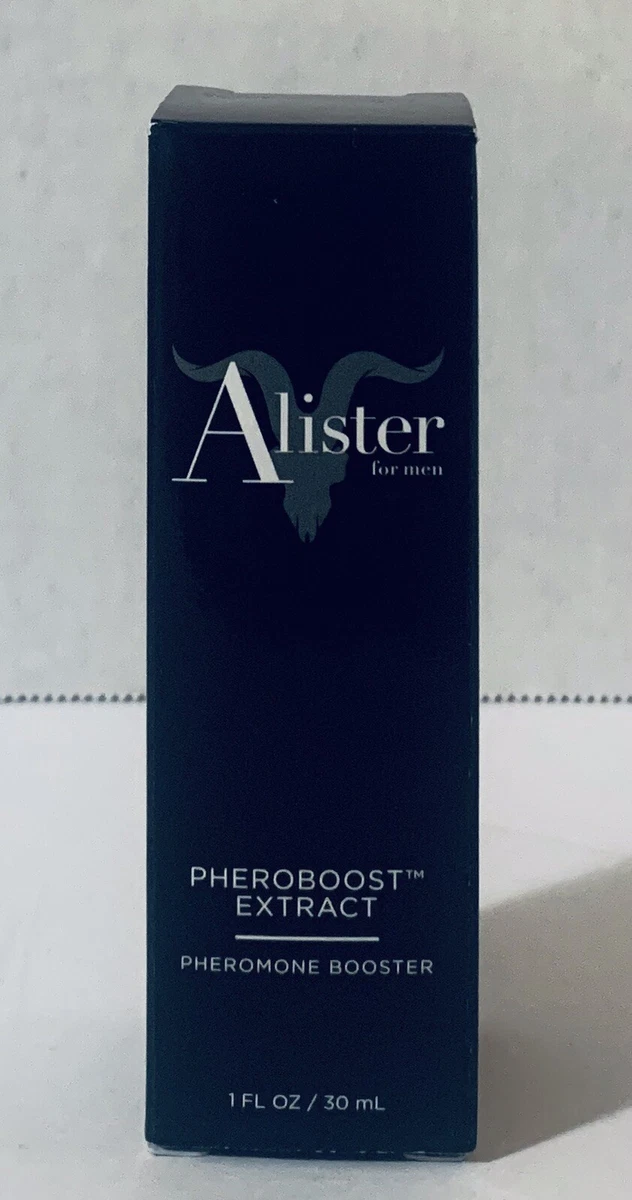 Alister
for men
PHEROBOOST™
EXTRACT
PHEROMONE BOOSTER
1 FL OZ / 30 mL